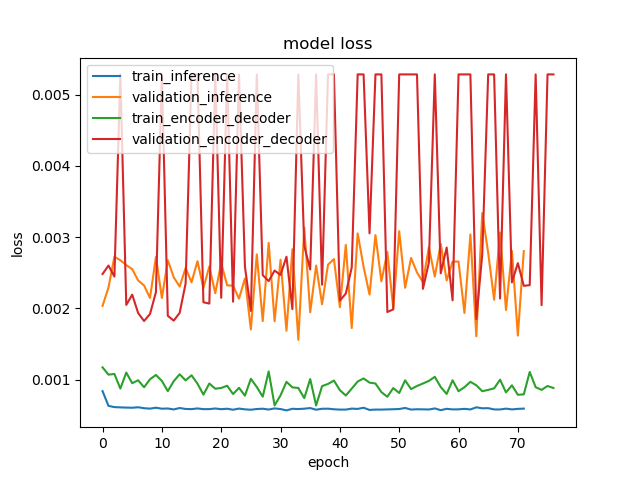 model loss
train_inference
validation_inference
train_encoder_decoder
validation_encoder_decoder
loss
0.005
0.004
0.003
0.002
0.001
0 10 20 30 40 50 60 70
epoch